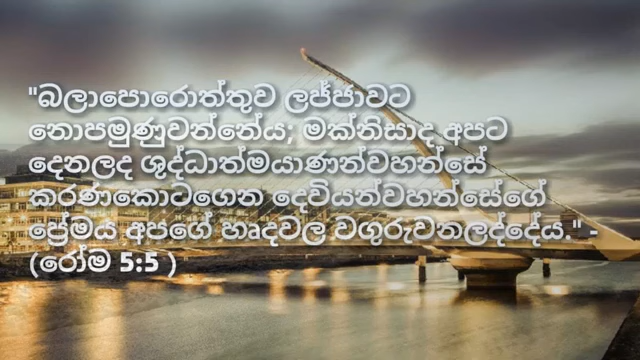 "බලාපොරොත්තුව ලජ්ජාවට
නොපමුණුවන්නේය; මක්නිසාද අපට
දෙනලද ශුද්ධාත්මයාණන්වහන්සේ
කරණකොටගෙන දෙවියන්වහන්සේගේ
ප්‍රේමය අපගේ හෘදවල වගුරුවනලද්දේය." -
(රෝම 5:5 )